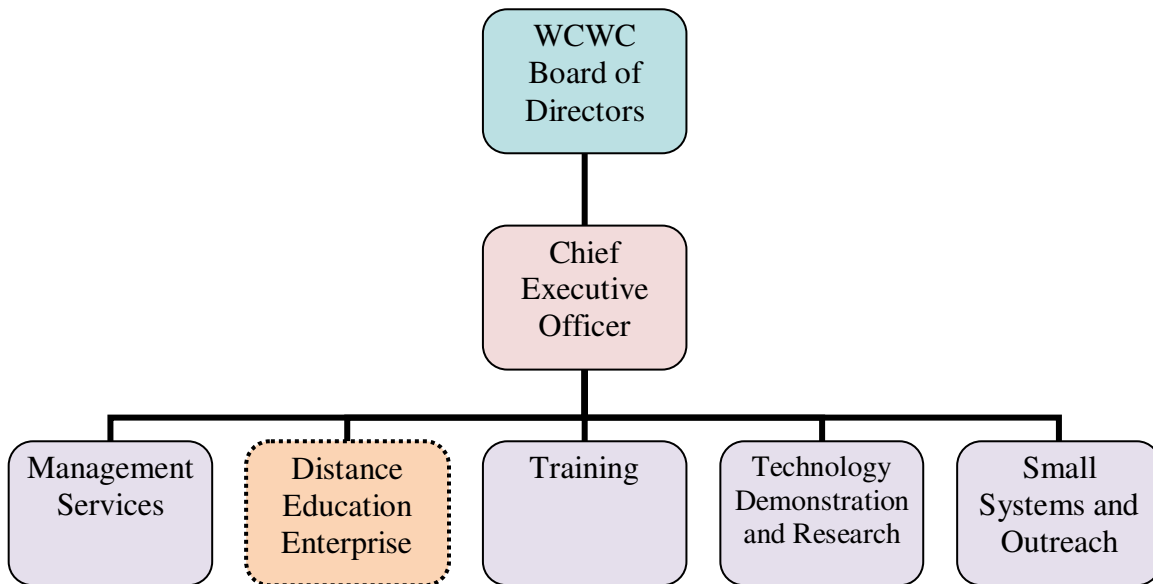 WCWC
Board of
Directors
Chief
Executive
Officer
Management
Services
Distance
Education
Enterprise
Training
Technology
Demonstration
and Research
Small
Systems and
Outreach